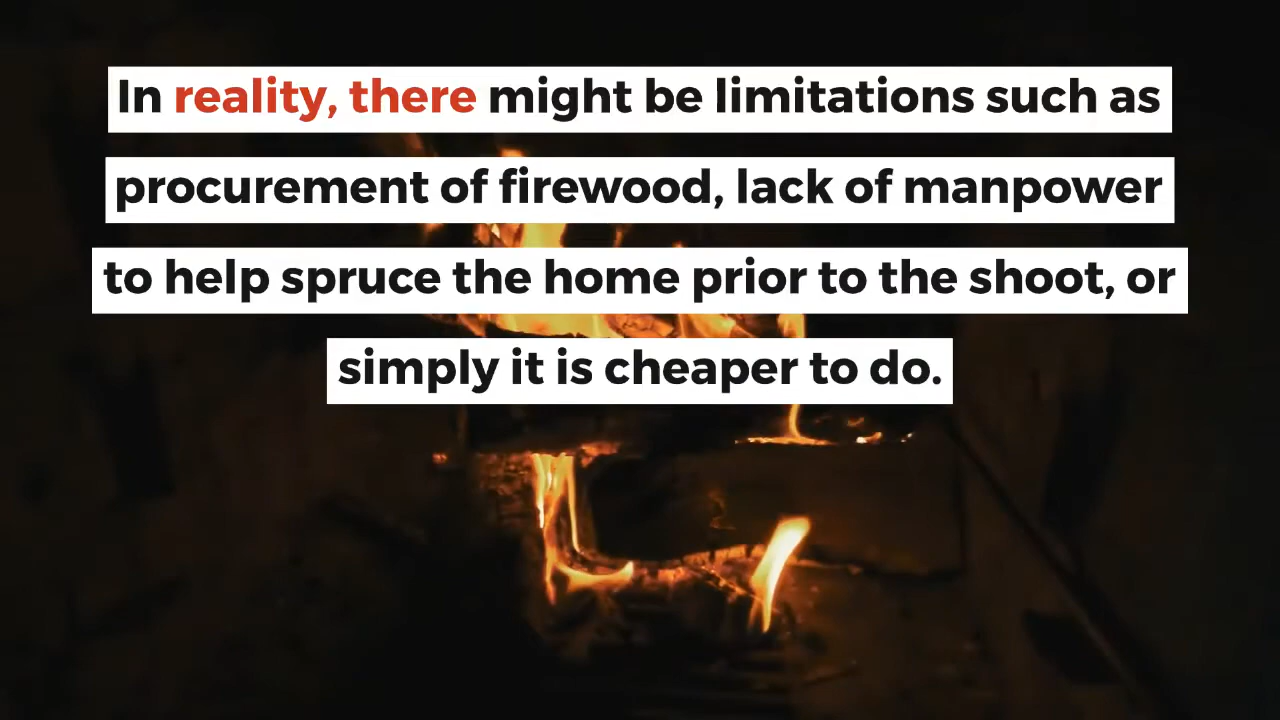 In reality, there might be limitations such as
procurement of firewood, lack of manpower
to help spruce the home prior to the shoot, or
simply it is cheaper to do.